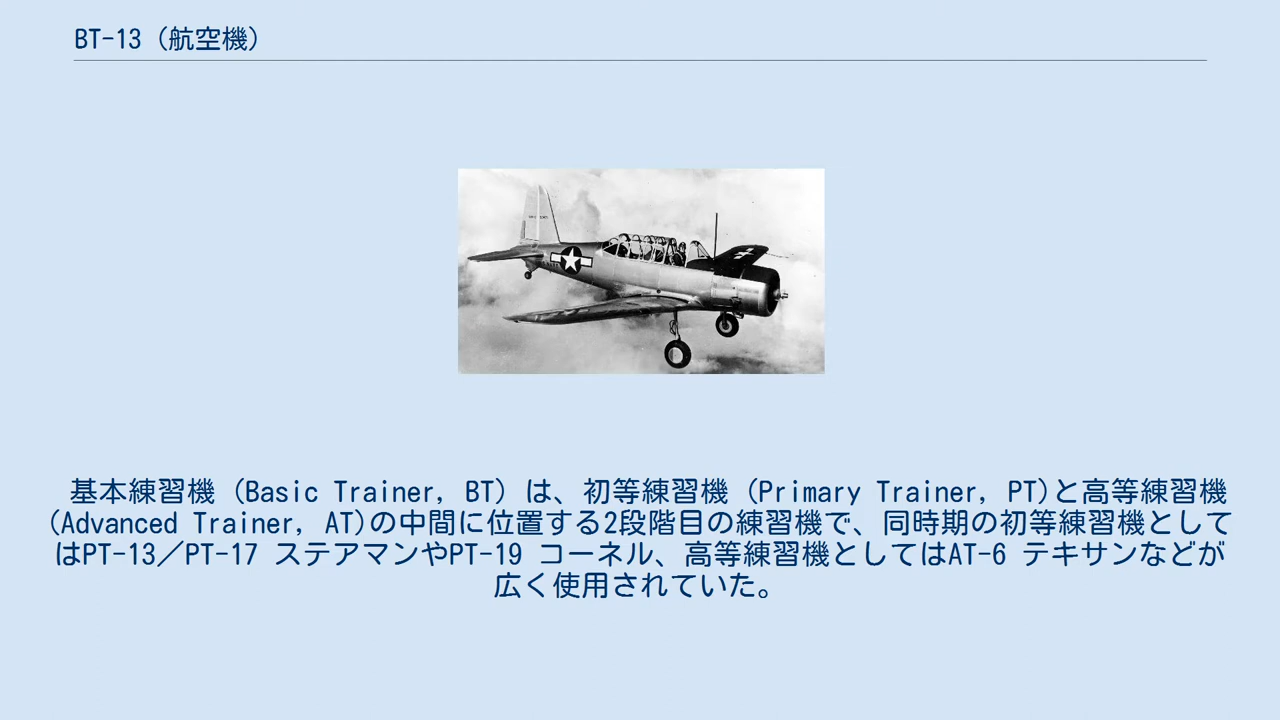 BT-13（航空機）
基本練習機（Basic Trainer, BT）は、初等練習機（Primary Trainer, PT)と高等練習機
(Advanced Trainer, AT)の中間に位置する2段階目の練習機で、同時期の初等練習機として
はPT-13／PT-17 ステアマンやPT-19 コーネル、高等練習機としてはAT-6 テキサンなどが
広く使用されていた。